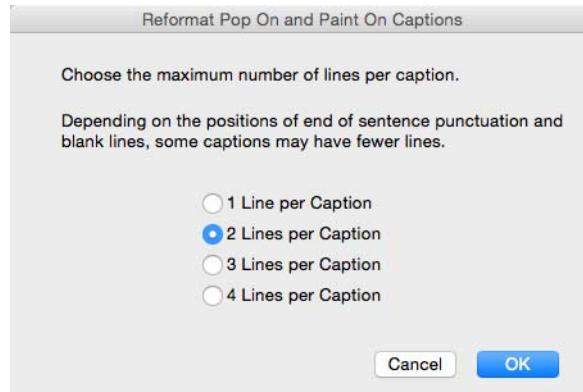 Reformat Pop On and Paint On Captions
Choose the maximum number of lines per caption.
Depending on the positions of end of sentence punctuation and
blank lines, some captions may have fewer lines.
1 Line per Caption
2 Lines per Caption
3 Lines per Caption
4 Lines per Caption
Cancel
OK